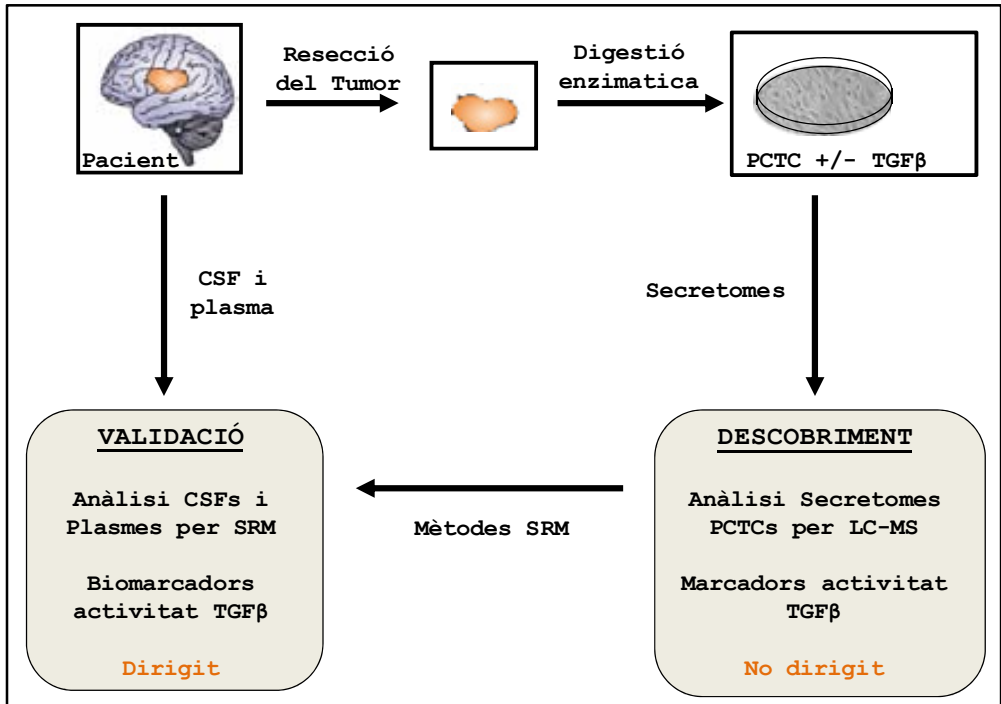 Resecció
del Tumor
Digestió
enzimatica
Pacient
PCTC +/- TGFβ
CSF i
plasma
Secretomes
VALIDACIÓ
Anàlisi CSFs i
Plasmes per SRM
Biomarcadors
activitat TGFβ
Dirigit
Mètodes SRM
DESCOBRIMENT
Anàlisi Secretomes
PCTCs per LC-MS
Marcadors activitat
TGFβ
No dirigit